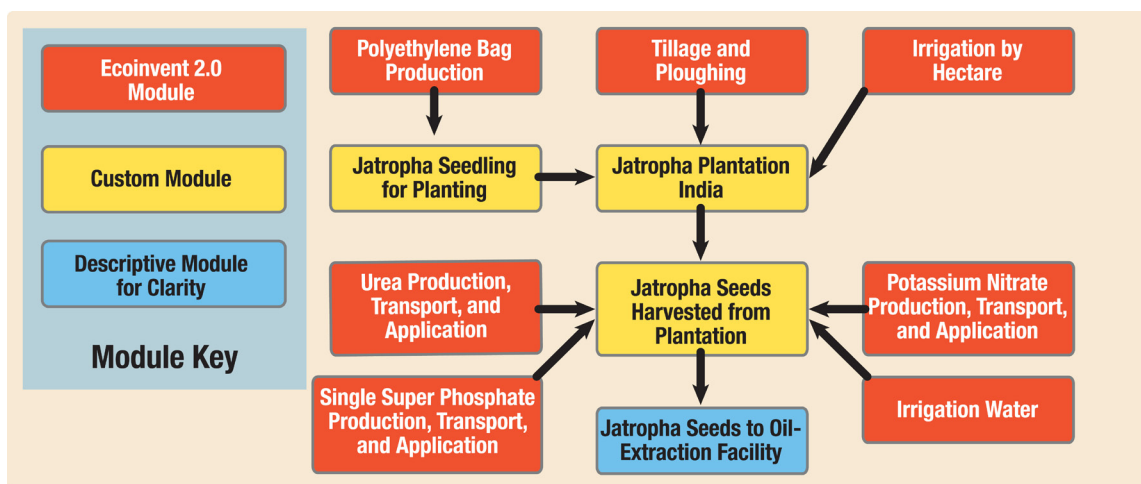 Ecoinvent 2.0
Module
Custom Module
Descriptive Module
for Clarity
Module Key
Polyethylene Bag
Production
Tillage and
Ploughing
Irrigation by
Hectare
Jatropha Seedling
for Planting
Jatropha Plantation
India
Urea Production,
Transport, and
Application
Jatropha Seeds
Harvested from
Plantation
Potassium Nitrate
Production, Transport,
and Application
Single Super Phosphate
Production, Transport,
and Application
Jatropha Seeds to Oil-
Extraction Facility
Irrigation Water